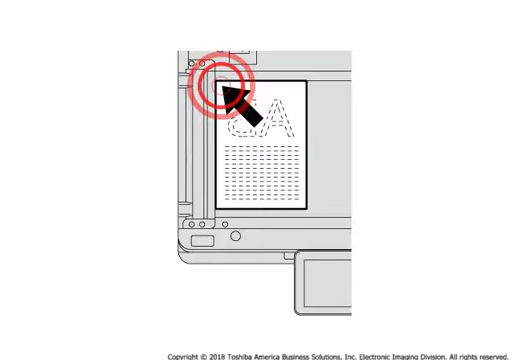 Copyright © 2018 Toshiba America Business Solutions, Inc. Electronic Imaging Division. All rights reserved.